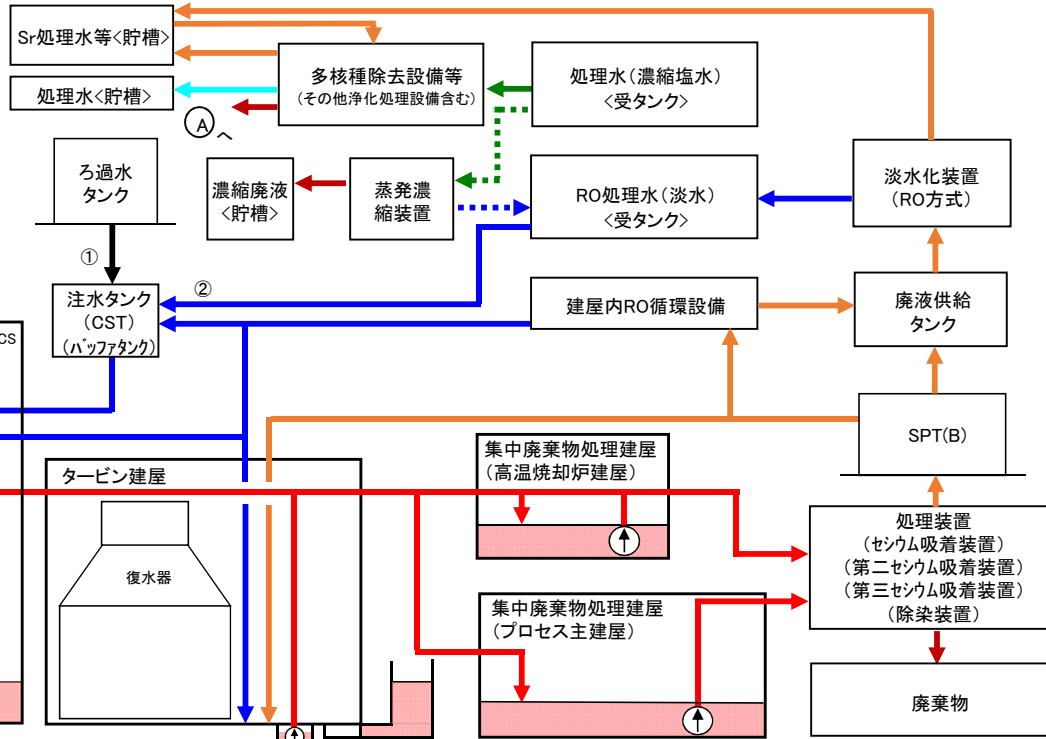 Sr処理水等<貯槽>
処理水<貯槽>
多核種除去設備等
(その他浄化処理設備含む)
Aへ
処理水(濃縮塩水)
<受タンク>
ろ過水
タンク
濃縮廃液
<貯槽>
蒸発濃
縮装置
RO処理水(淡水)
<受タンク>
淡水化装置
(RO方式)
①
②
注水タンク
(CST)
(バッファタンク)
建屋内RO循環設備
廃液供給
タンク
CS
SPT(B)
タービン建屋
復水器
集中廃棄物処理建屋
(高温焼却炉建屋)
集中廃棄物処理建屋
(プロセス主建屋)
処理装置
(セシウム吸着装置)
(第二セシウム吸着装置)
(第三セシウム吸着装置)
(除染装置)
廃棄物